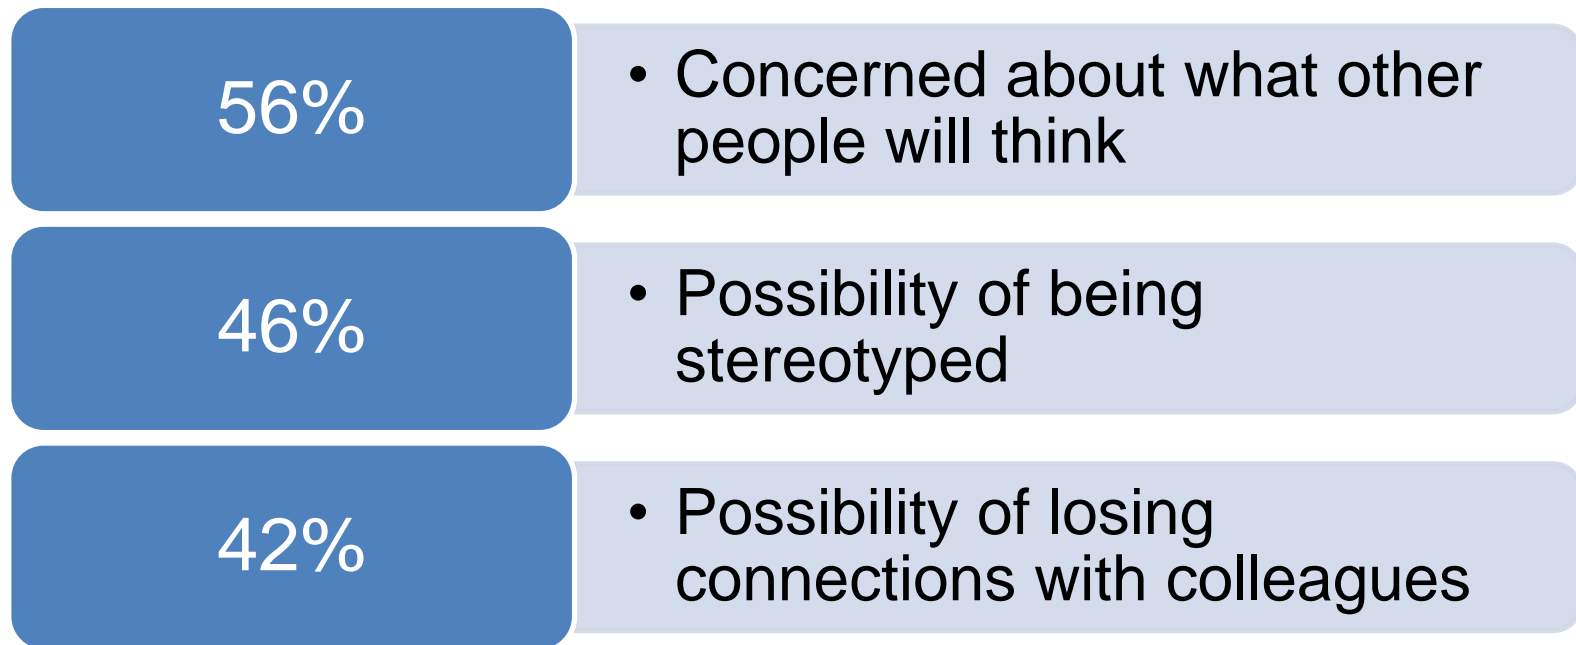 56%
• Concerned about what other
people will think
46%
• Possibility of being
stereotyped
42%
• Possibility of losing
connections with colleagues